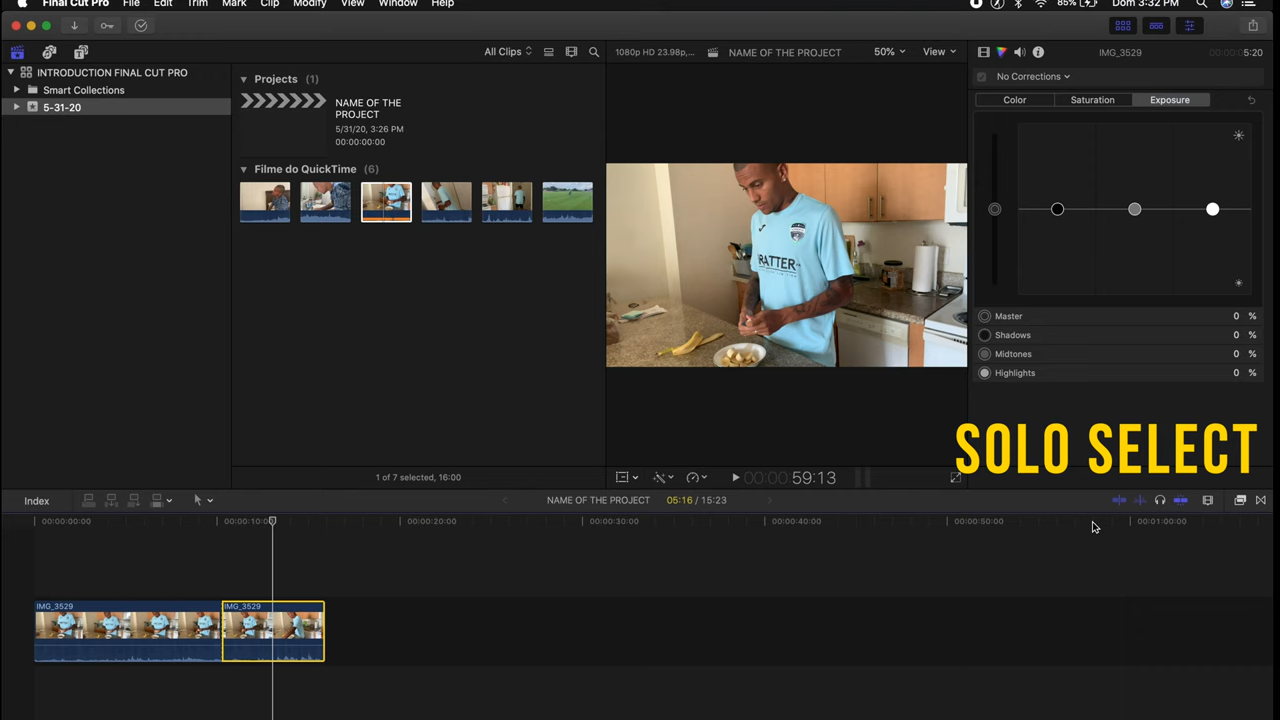 Final Cut Pro File Edit Trim Mark Clip Modify View Window Help
85% Dom 3:32 PM
All Clips
1080p HD 23.98p,...
NAME OF THE PROJECT
50%
View
IMG_3529
5:20
INTRODUCTION FINAL CUT PRO
Smart Collections
5-31-20
Projects (1)
NAME OF THE
PROJECT
5/31/20, 3:26 PM
00:00:00:00
Filme do QuickTime (6)
No Corrections
Color Saturation Exposure
RATTER
Master 0 %
Shadows 0 %
Midtones 0 %
Highlights 0 %
SOLO SELECT
1 of 7 selected, 16:00
00:00 59:13
Index
NAME OF THE PROJECT
05:16 / 15:23
00:00:00:00 00:00:10:00 00:00:20:00 00:00:30:00 00:00:40:00 00:00:50:00 00:01:00:00
IMG_3529 IMG_3529